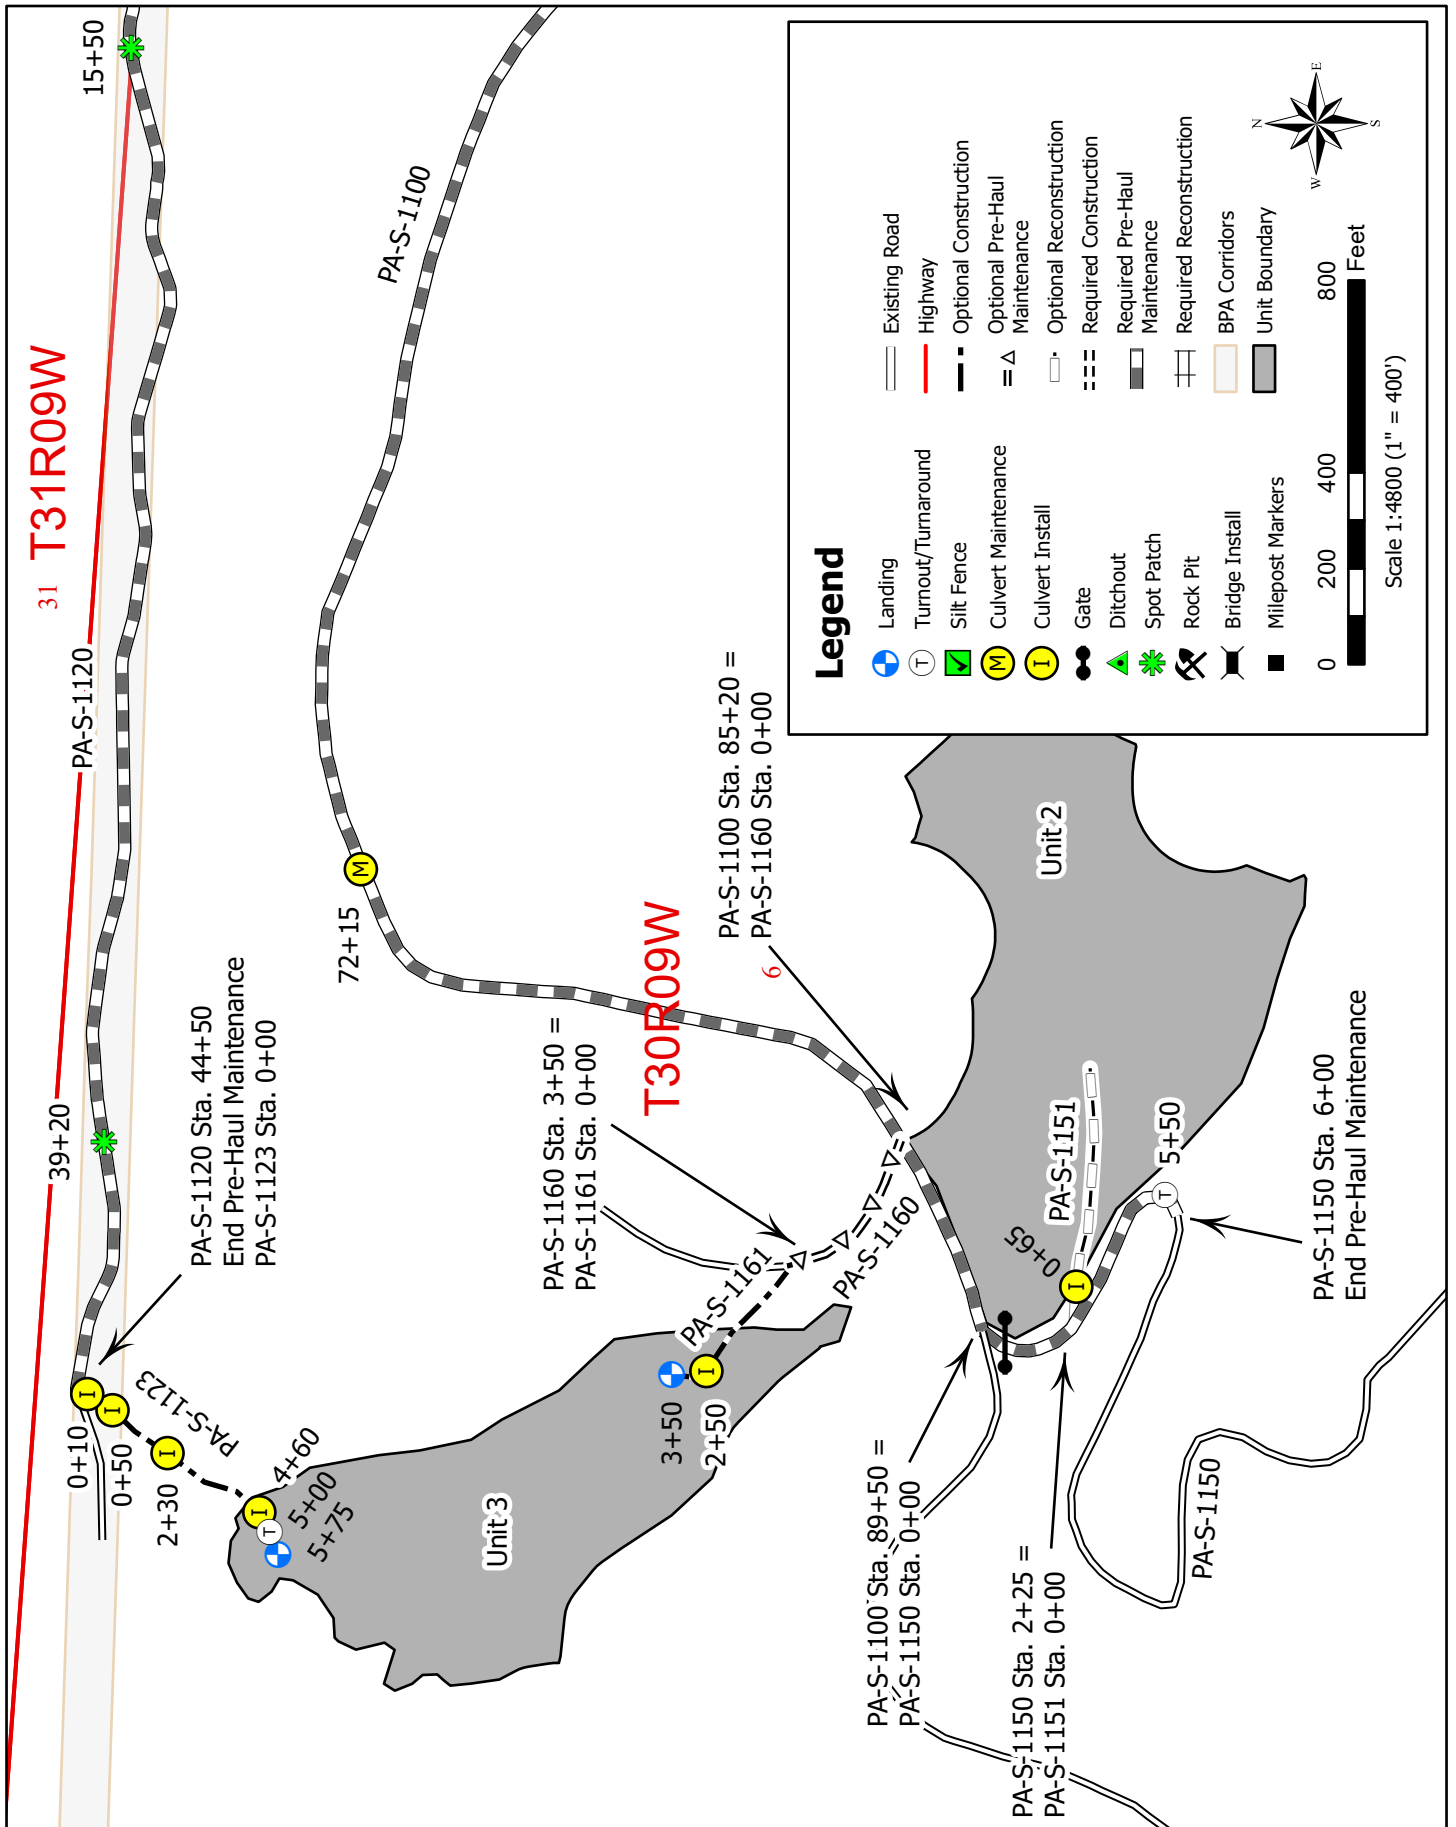 15+50
31 T31R09W
PA-S-1120
PA-S-1100
39+20
PA-S-1120 Sta. 44+50
End Pre-Haul Maintenance
PA-S-1123 Sta. 0+00
72+15
0+10
0+50
2+30
PA-S-1123
4+60
5+00
5+75
Unit 3
PA-S-1160 Sta. 3+50 =
PA-S-1161 Sta. 0+00
T30R09W
6
PA-S-1100 Sta. 85+20 =
PA-S-1160 Sta. 0+00
PA-S-1161
PA-S-1160
3+50
2+50
Unit 2
PA-S-1151
0+65
5+50
PA-S-1100 Sta. 89+50 =
PA-S-1150 Sta. 0+00
PA-S-1150 Sta. 2+25 =
PA-S-1151 Sta. 0+00
PA-S-1150
PA-S-1150 Sta. 6+00
End Pre-Haul Maintenance
M
I
I
I
I
I
I
T
T
Legend
Landing
T Turnout/Turnaround
Silt Fence
M Culvert Maintenance
I Culvert Install
Gate
Ditchout
Spot Patch
Rock Pit
Bridge Install
Milepost Markers
Existing Road
Highway
Optional Construction
Optional Pre-Haul
Maintenance
Optional Reconstruction
Required Construction
Required Pre-Haul
Maintenance
Required Reconstruction
BPA Corridors
Unit Boundary
N
W
E
S
0 200 400 800
Feet
Scale 1:4800 (1" = 400')